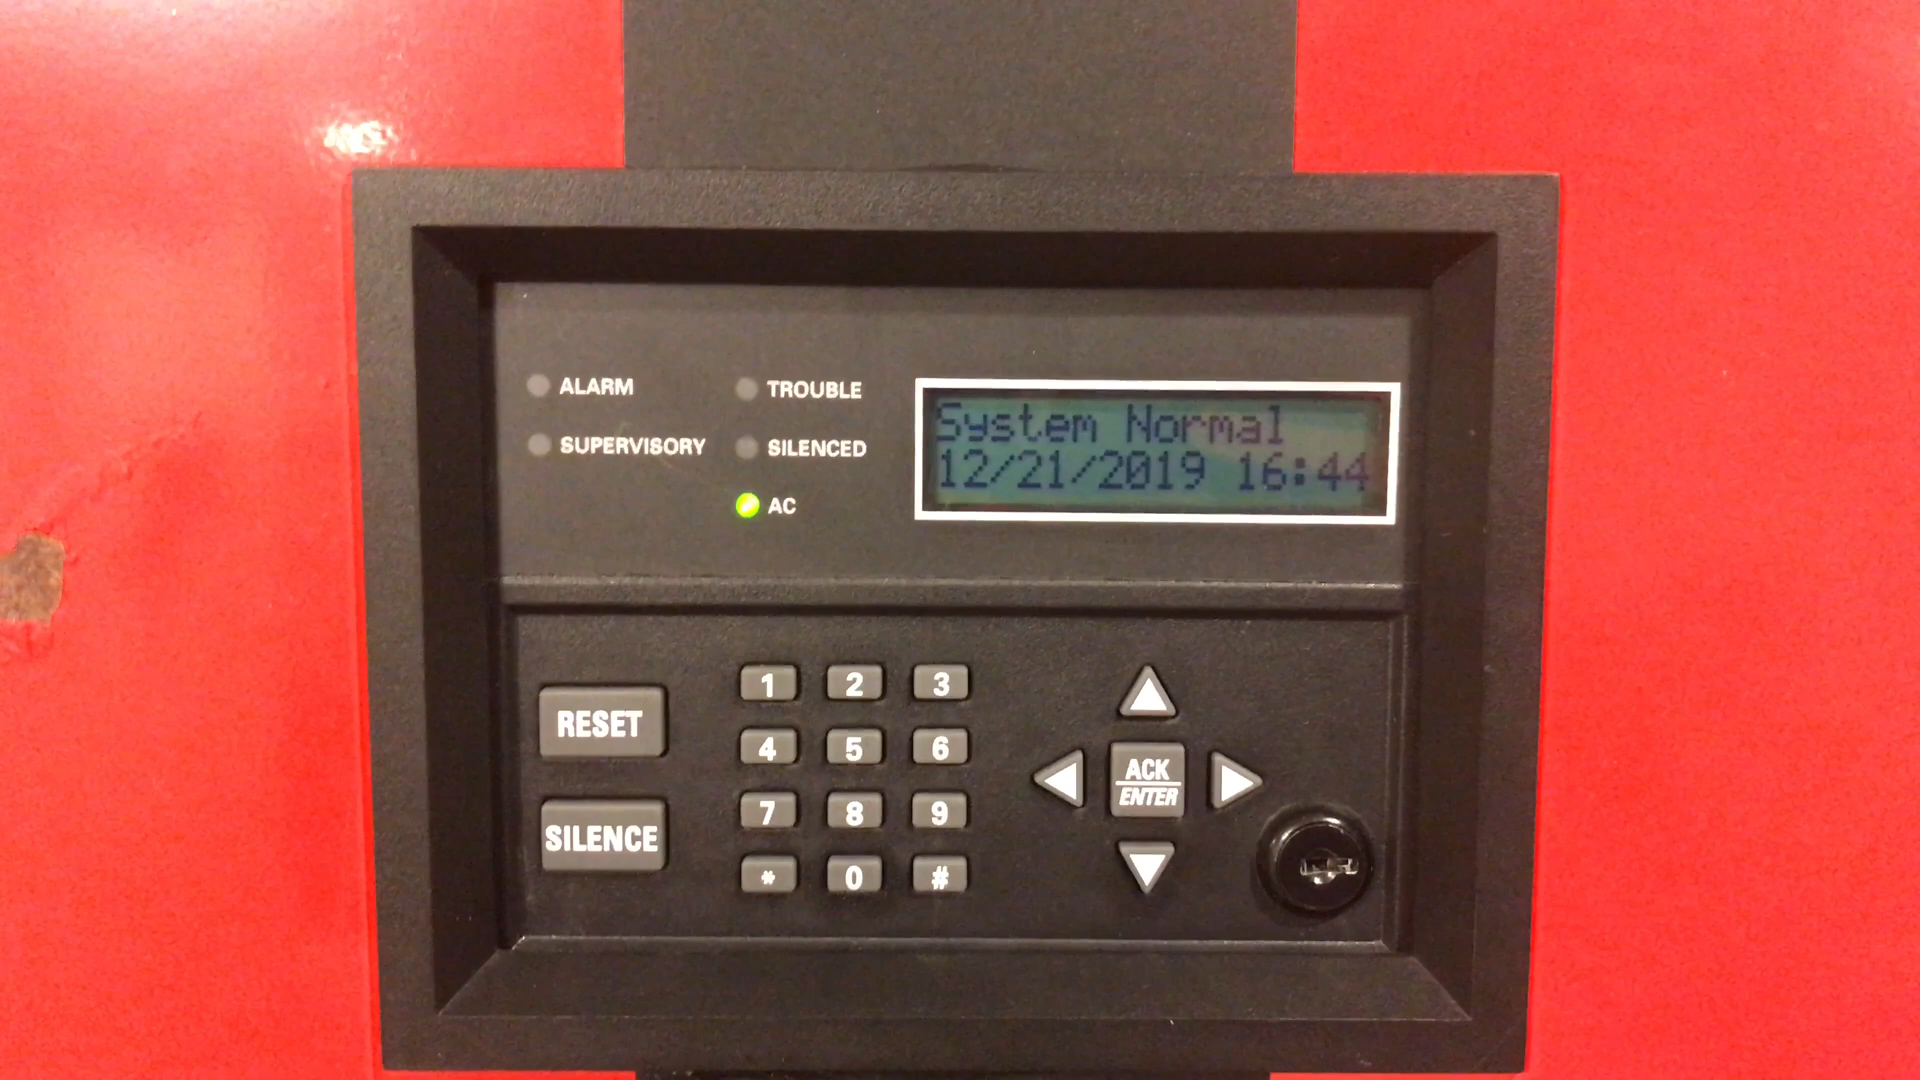 ALARM
TROUBLE
SUPERVISORY
SILENCED
AC
System Normal
12/21/2019 16:44
RESET
SILENCE
1 2 3
4 5 6
7 8 9
* 0 #
ACK
ENTER